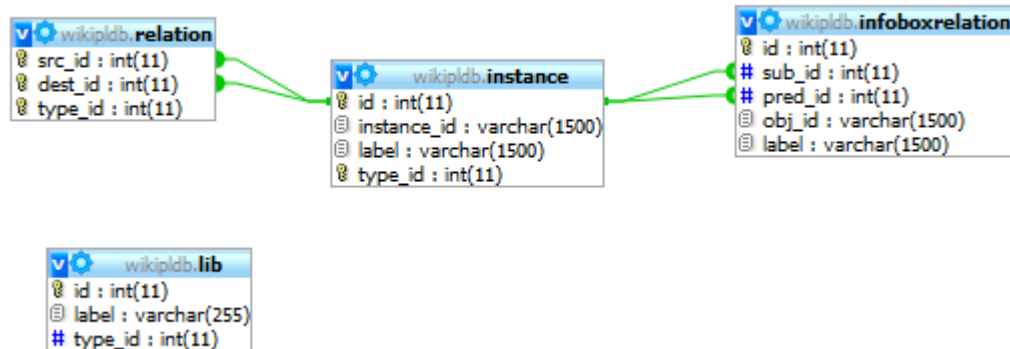 wikipldb.relation
src_id : int(11)
dest_id : int(11)
type_id : int(11)
wikipldb.instance
id : int(11)
instance_id : varchar(1500)
label : varchar(1500)
type_id : int(11)
wikipldb.infoboxrelation
id : int(11)
# sub_id : int(11)
# pred_id : int(11)
obj_id : varchar(1500)
label : varchar(1500)
wikipldb.lib
id : int(11)
label : varchar(255)
# type_id : int(11)